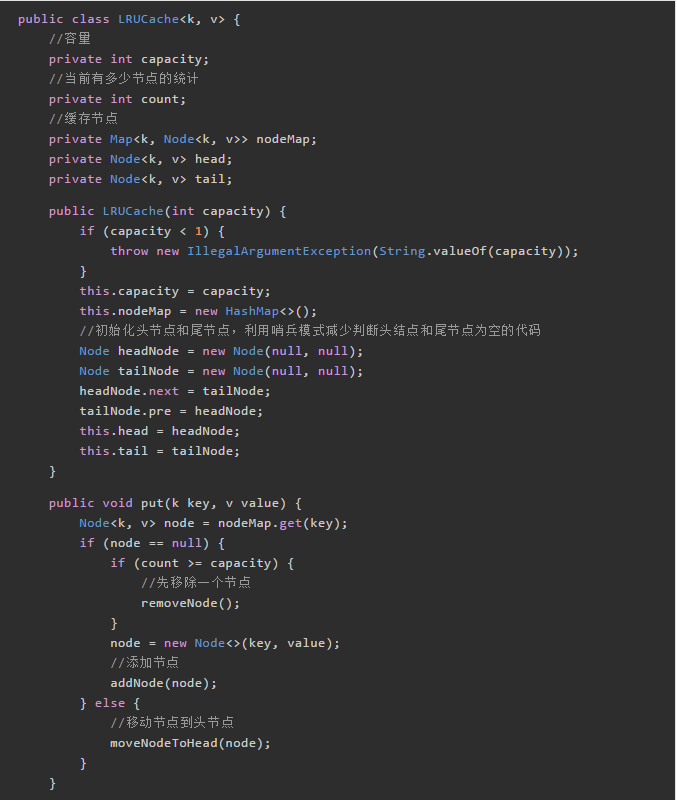 public class LRUCache<k, v> {
    //容量
    private int capacity;
    //当前有多少节点的统计
    private int count;
    //缓存节点
    private Map<k, Node<k, v>> nodeMap;
    private Node<k, v> head;
    private Node<k, v> tail;
    public LRUCache(int capacity) {
        if (capacity < 1) {
            throw new IllegalArgumentException(String.valueOf(capacity));
        }
        this.capacity = capacity;
        this.nodeMap = new HashMap<>();
        //初始化头节点和尾节点，利用哨兵模式减少判断头结点和尾节点为空的代码
        Node headNode = new Node(null, null);
        Node tailNode = new Node(null, null);
        headNode.next = tailNode;
        tailNode.pre = headNode;
        this.head = headNode;
        this.tail = tailNode;
    }
    public void put(k key, v value) {
        Node<k, v> node = nodeMap.get(key);
        if (node == null) {
            if (count >= capacity) {
                //先移除一个节点
                removeNode();
            }
            node = new Node<>(key, value);
            //添加节点
            addNode(node);
        } else {
            //移动节点到头节点
            moveNodeToHead(node);
        }
    }